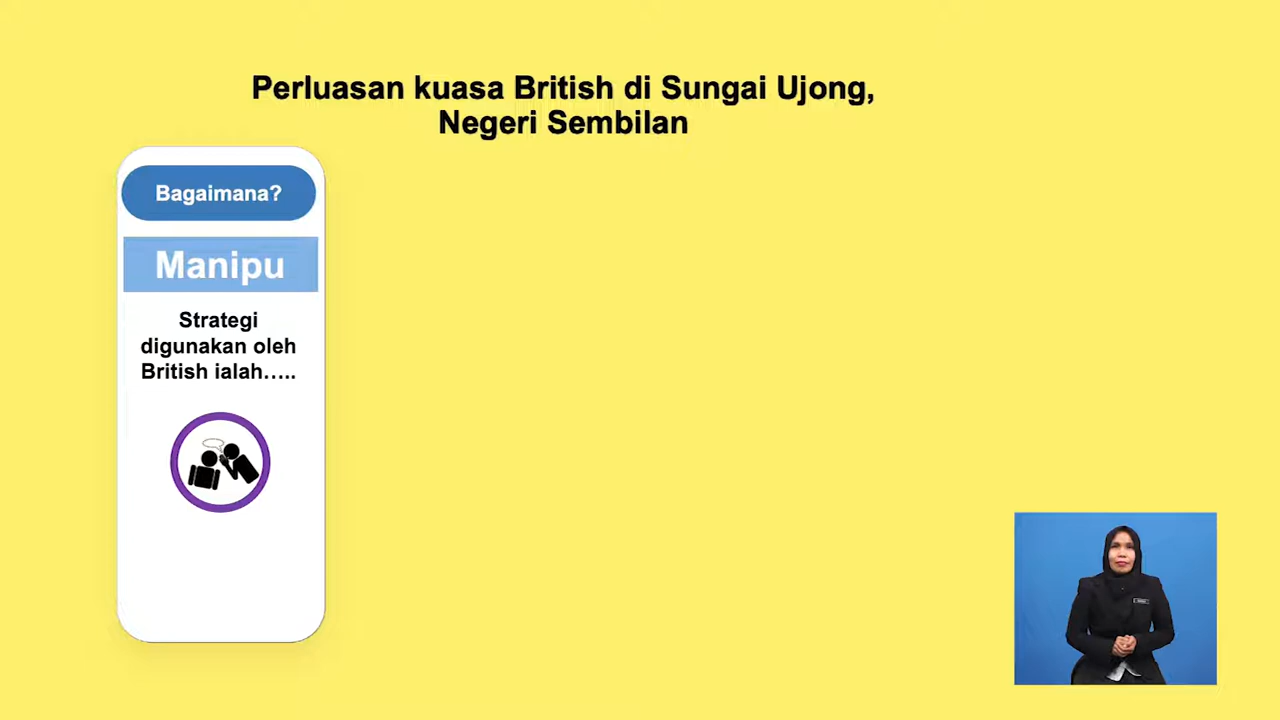 Perluasan kuasa British di Sungai Ujong,
Negeri Sembilan
Bagaimana?
Manipu
Strategi
digunakan oleh
British ialah…..